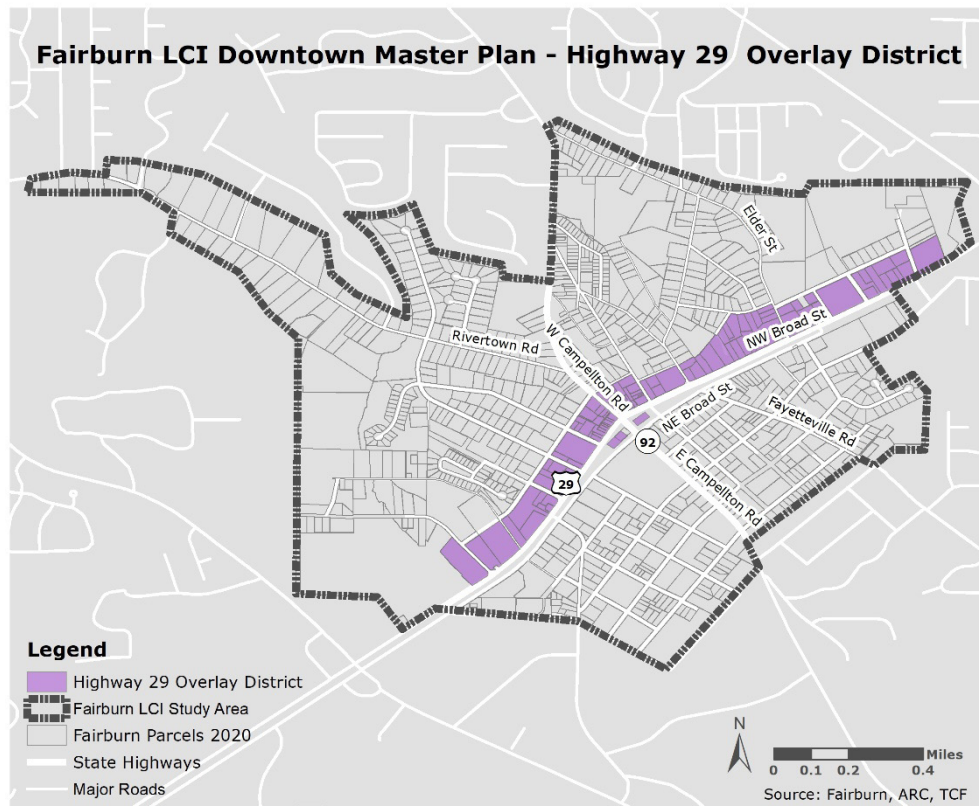 Fairburn LCI Downtown Master Plan - Highway 29 Overlay District
Elder St
NW Broad St
Rivertown Rd
W Campellton Rd
NE Broad St
Fayetteville Rd
92
E Campellton Rd
29
Legend
Highway 29 Overlay District
Fairburn LCI Study Area
Fairburn Parcels 2020
State Highways
Major Roads
N
Miles
0 0.1 0.2 0.4
Source: Fairburn, ARC, TCF